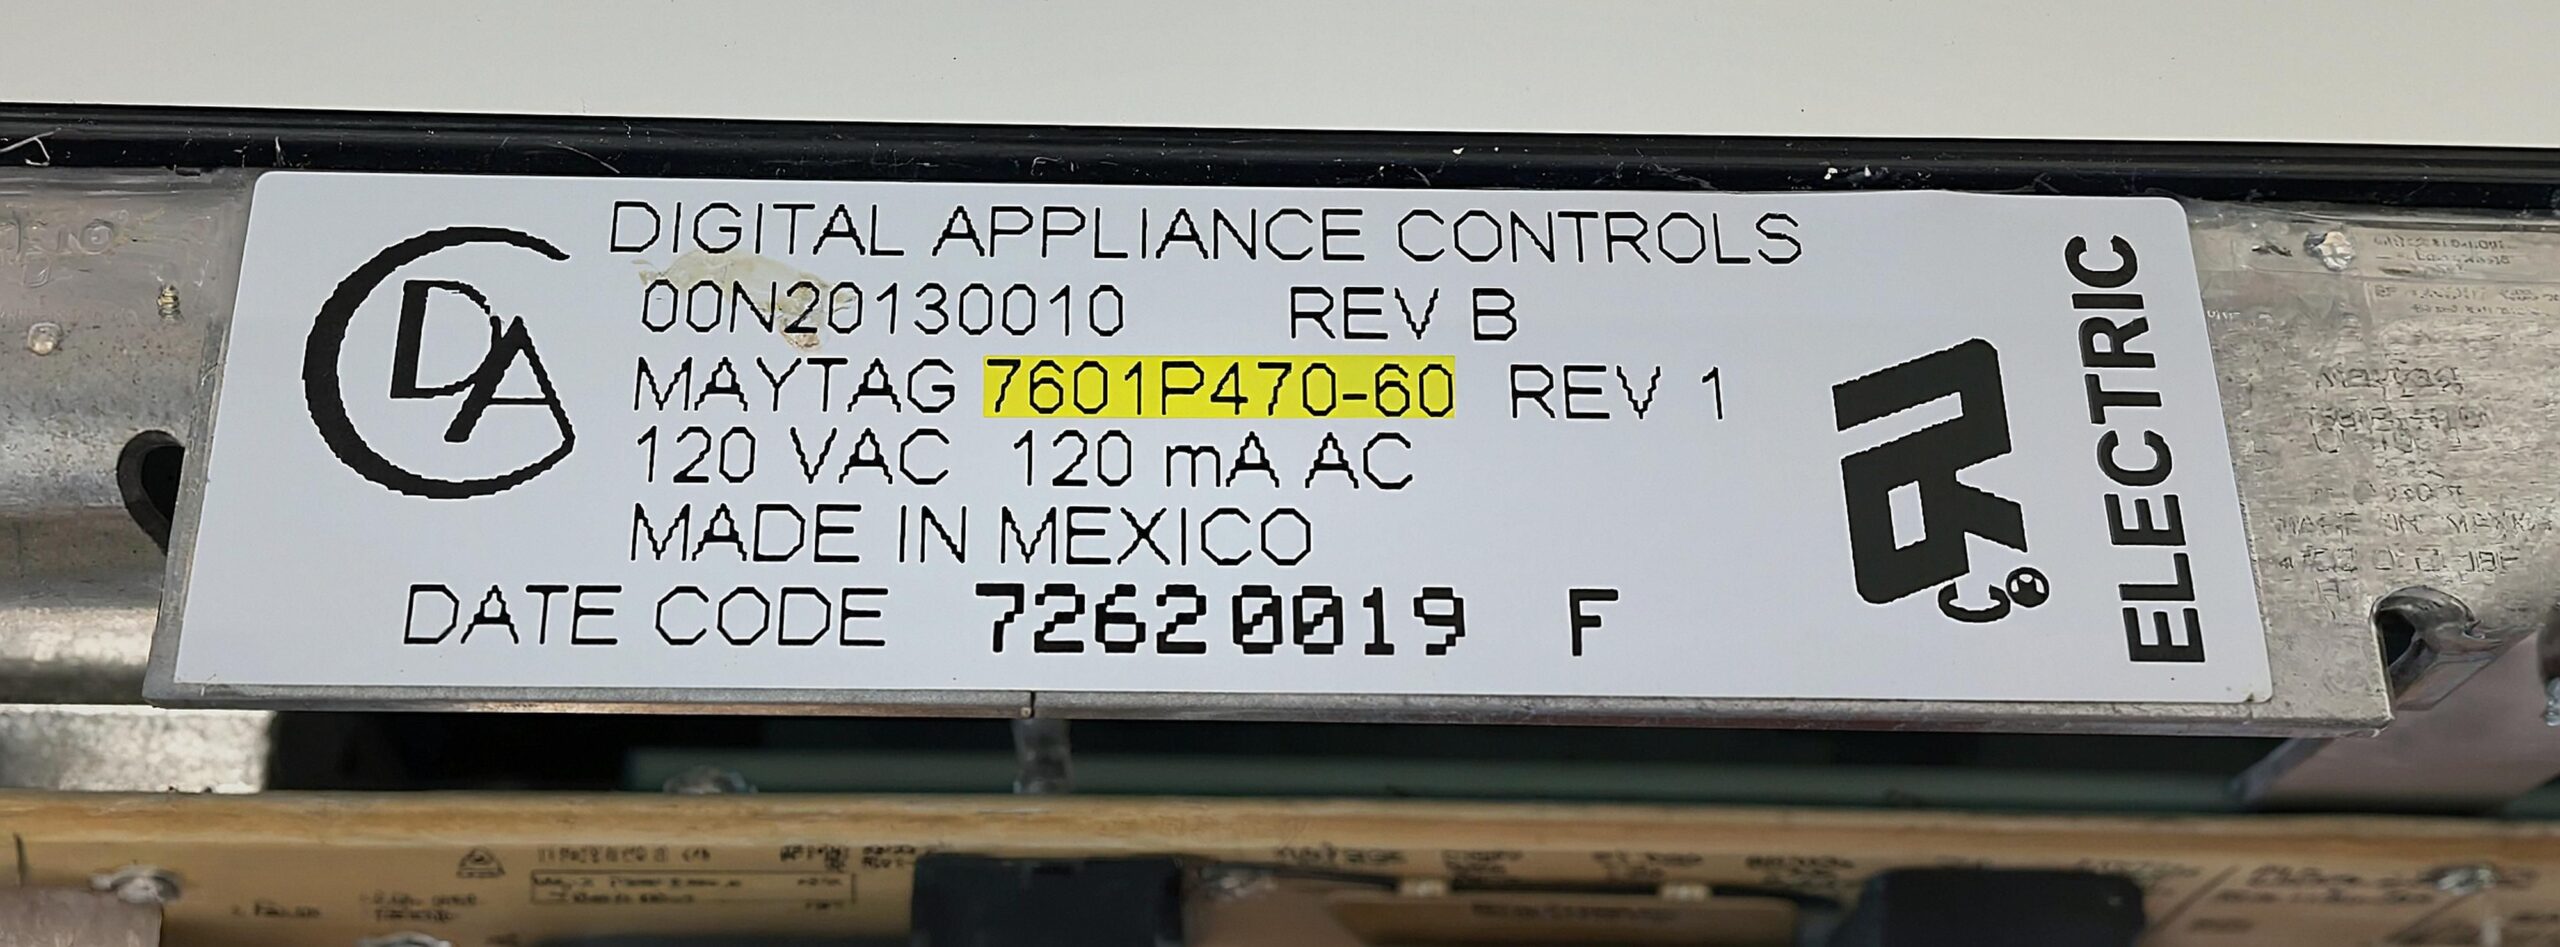 DIGITAL APPLIANCE CONTROLS
00N20130010 REV B
MAYTAG 7601P470-60 REV 1
120 VAC 120 mA AC
MADE IN MEXICO
DATE CODE 72620019 F
CDA
ELECTRIC